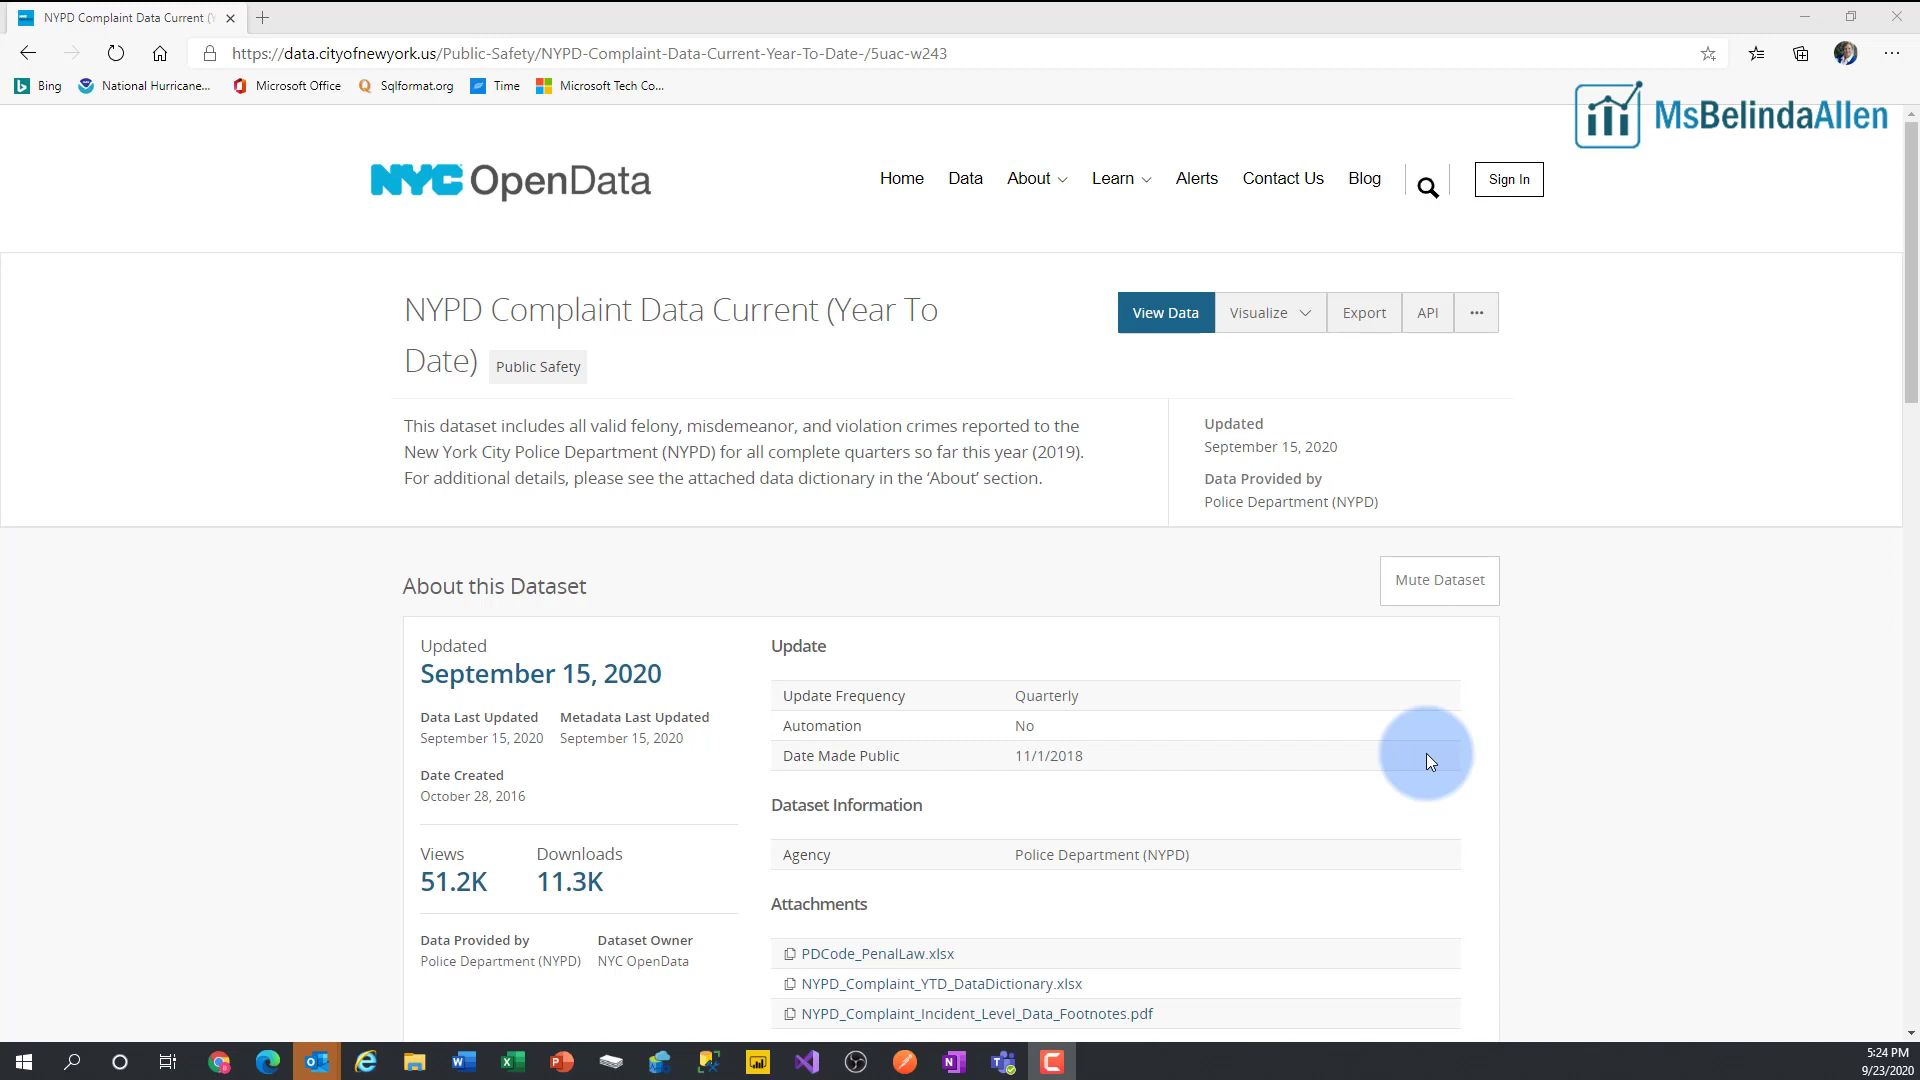 NYPD Complaint Data Current (Y
https://data.cityofnewyork.us/Public-Safety/NYPD-Complaint-Data-Current-Year-To-Date-/5uac-w243
Bing National Hurricane... Microsoft Office Sqlformat.org Time Microsoft Tech Co...
MsBelindaAllen
NYC OpenData
Home Data About Learn Alerts Contact Us Blog Sign In
NYPD Complaint Data Current (Year To
Date) Public Safety
View Data Visualize Export API
This dataset includes all valid felony, misdemeanor, and violation crimes reported to the
New York City Police Department (NYPD) for all complete quarters so far this year (2019).
For additional details, please see the attached data dictionary in the ‘About’ section.
Updated
September 15, 2020
Data Provided by
Police Department (NYPD)
About this Dataset
Mute Dataset
Updated
September 15, 2020
Data Last Updated Metadata Last Updated
September 15, 2020 September 15, 2020
Date Created
October 28, 2016
Views Downloads
51.2K 11.3K
Data Provided by Dataset Owner
Police Department (NYPD) NYC OpenData
Update
Update Frequency Quarterly
Automation No
Date Made Public 11/1/2018
Dataset Information
Agency Police Department (NYPD)
Attachments
PDCode_PenalLaw.xlsx
NYPD_Complaint_YTD_DataDictionary.xlsx
NYPD_Complaint_Incident_Level_Data_Footnotes.pdf
5:24 PM
9/23/2020